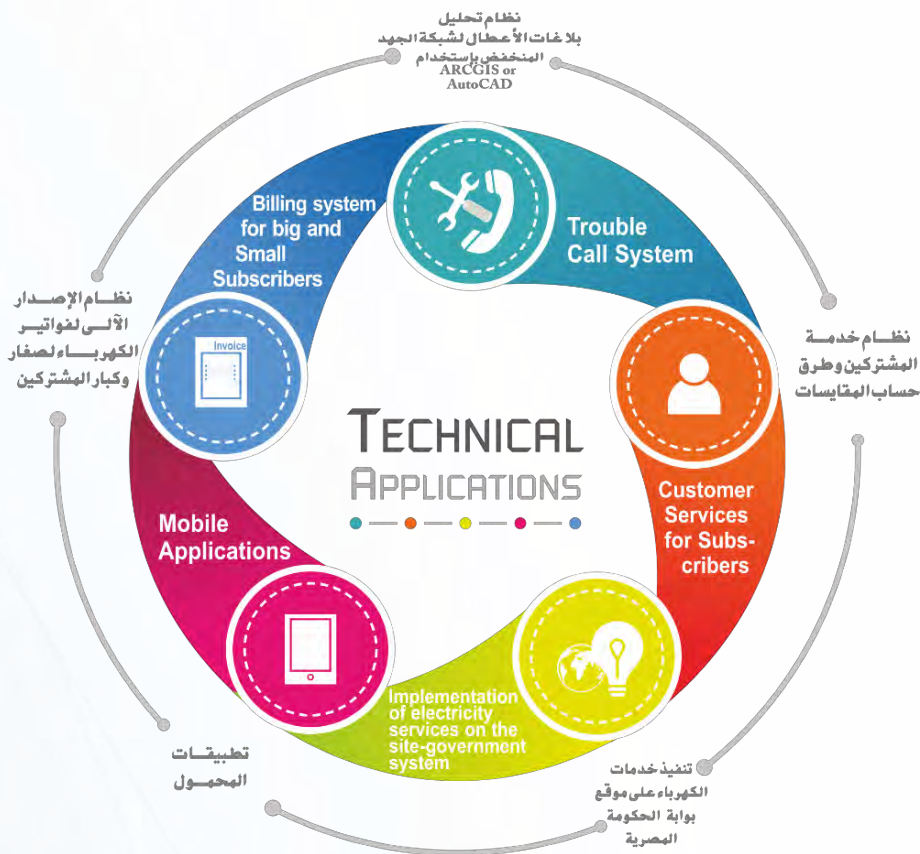 نظام تحليل
بلاغات الأعطال لشبكة الجهد
المنخفض بإستخدام
ARCGIS or
AutoCAD
Billing system
for big and
Small
Subscribers
Trouble
Call System
نظام الإصدار
الآلى لفواتير
الكهرباء لصغار
وكبار المشتركين
Invoice
نظام خدمة
المشتركين وطرق
حساب المقايسات
TECHNICAL
APPLICATIONS
Mobile
Applications
Customer
Services
for Subs-
cribers
Implementation
of electricity
services on the
site-government
system
تطبيقات
المحمول
تنفيذ خدمات
الكهرباء على موقع
بوابة الحكومة
المصرية